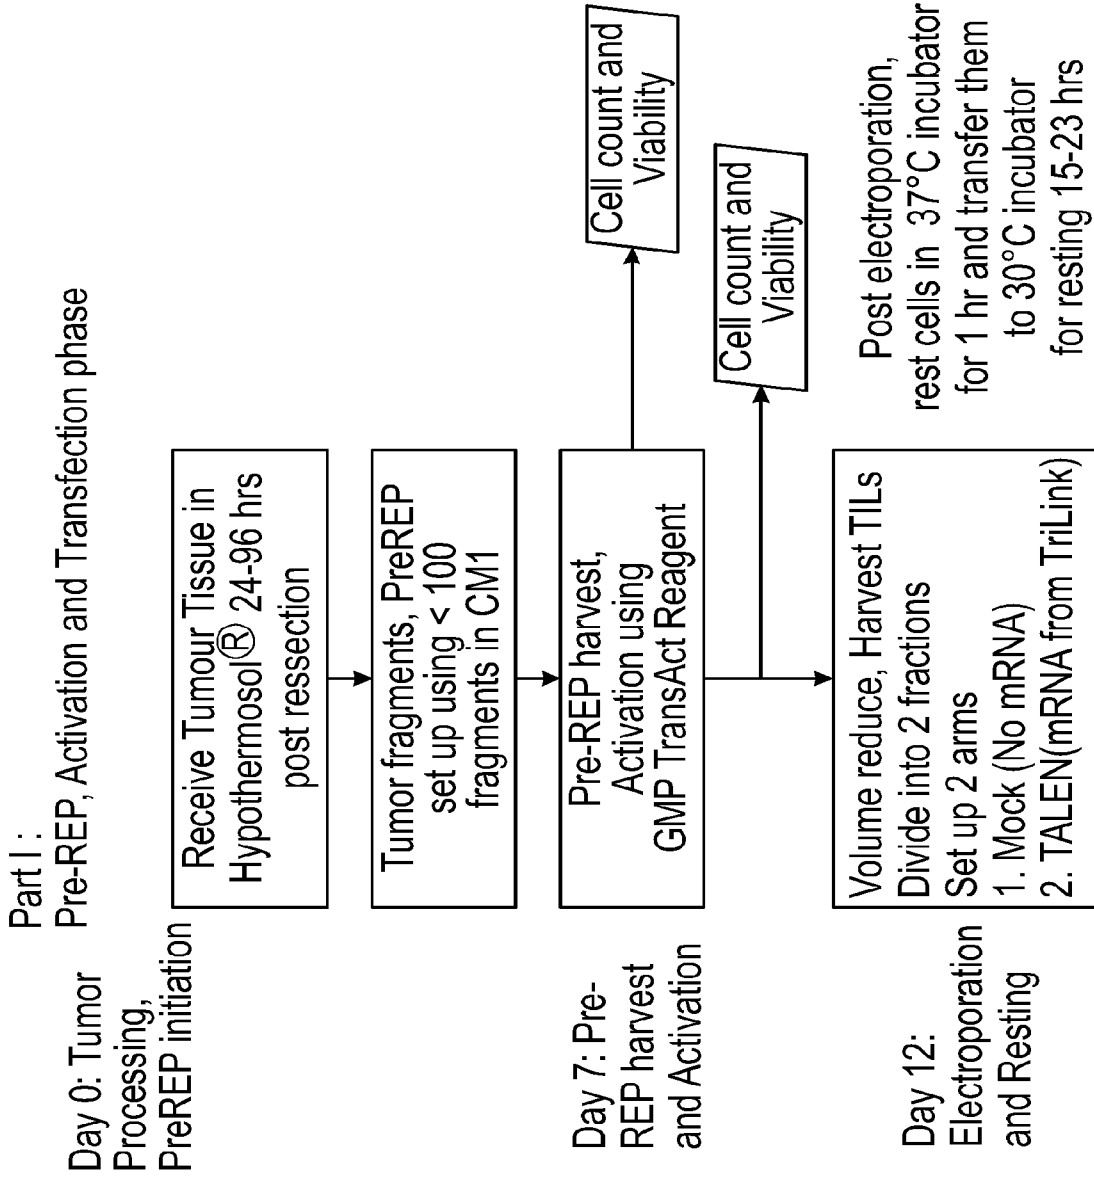 Part I :
Pre-REP, Activation and Transfection phase
Day 0: Tumor
Processing,
PreREP initiation
Receive Tumour Tissue in
Hypothermosol® 24-96 hrs
post ressection
Tumor fragments, PreREP
set up using < 100
fragments in CM1
Day 7: Pre-
REP harvest
and Activation
Pre-REP harvest,
Activation using
GMP TransAct Reagent
Cell count and
Viability
Cell count and
Viability
Day 12:
Electroporation
and Resting
Volume reduce, Harvest TILs
Divide into 2 fractions
Set up 2 arms
1. Mock (No mRNA)
2. TALEN(mRNA from TriLink)
Post electroporation,
rest cells in 37°C incubator
for 1 hr and transfer them
to 30°C incubator
for resting 15-23 hrs